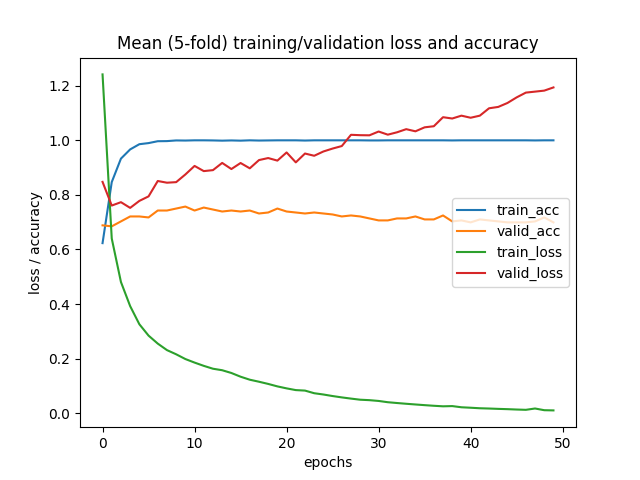 Mean (5-fold) training/validation loss and accuracy
loss / accuracy
1.2
1.0
0.8
0.6
0.4
0.2
0.0
train_acc
valid_acc
train_loss
valid_loss
0 10 20 30 40 50
epochs